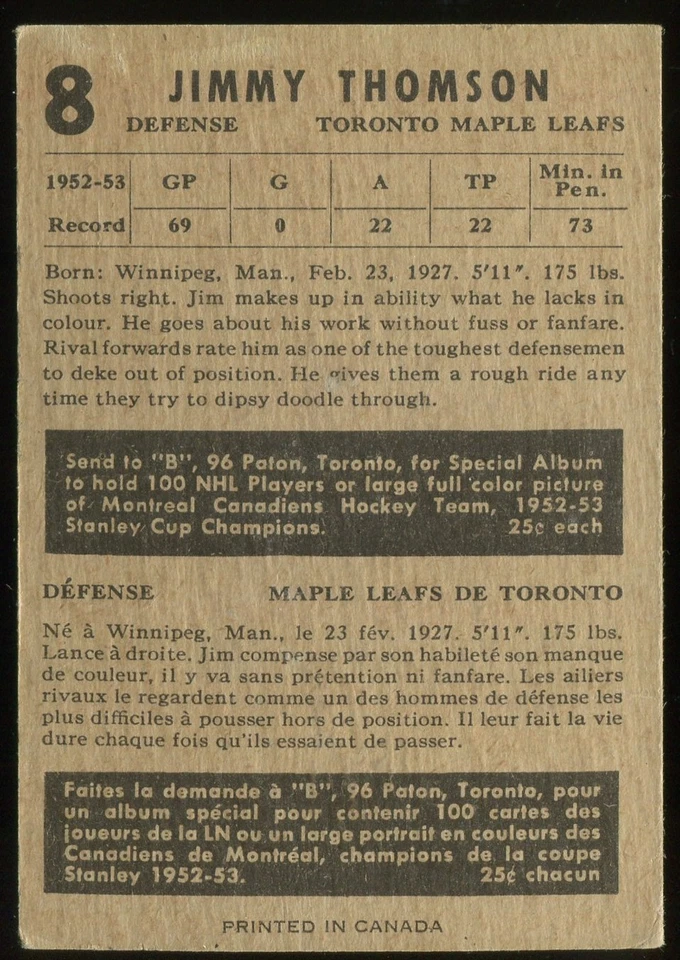 8 JIMMY THOMSON
DEFENSE TORONTO MAPLE LEAFS
1952-53 GP G A TP Min. in Pen.
Record 69 0 22 22 73
Born: Winnipeg, Man., Feb. 23, 1927. 5'11". 175 lbs.
Shoots right. Jim makes up in ability what he lacks in
colour. He goes about his work without fuss or fanfare.
Rival forwards rate him as one of the toughest defensemen
to deke out of position. He gives them a rough ride any
time they try to dipsy doodle through.
Send to "B", 96 Paton, Toronto, for Special Album
to hold 100 NHL Players or large full color picture
of Montreal Canadiens Hockey Team, 1952-53
Stanley Cup Champions. 25¢ each
DÉFENSE MAPLE LEAFS DE TORONTO
Né à Winnipeg, Man., le 23 fév. 1927. 5'11". 175 lbs.
Lance à droite. Jim compense par son habileté son manque
de couleur, il y va sans prétention ni fanfare. Les ailiers
rivaux le regardent comme un des hommes de défense les
plus difficiles à pousser hors de position. Il leur fait la vie
dure chaque fois qu'ils essaient de passer.
Faites la demande à "B", 96 Paton, Toronto, pour
un album spécial pour contenir 100 cartes des
joueurs de la LN ou un large portrait en couleurs des
Canadiens de Montréal, champions de la coupe
Stanley 1952-53. 25¢ chacun
PRINTED IN CANADA